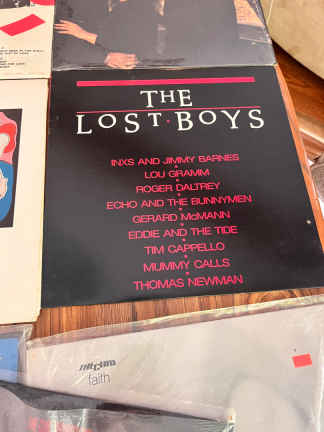 THE
LOST·BOYS
INXS AND JIMMY BARNES
LOU GRAMM
ROGER DALTREY
ECHO AND THE BUNNYMEN
GERARD McMANN
EDDIE AND THE TIDE
TIM CAPPELLO
MUMMY CALLS
THOMAS NEWMAN
faith